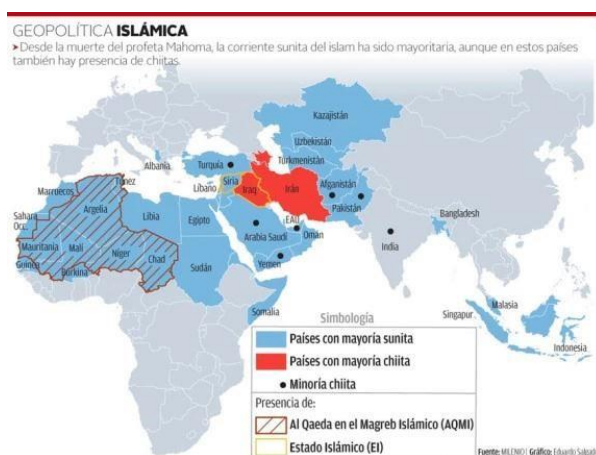 GEOPOLÍTICA ISLÁMICA
➤Desde la muerte del profeta Mahoma, la corriente sunita del islam ha sido mayoritaria, aunque en estos países
también hay presencia de chiitas.
Kazajistán
Uzbekistán
Turkmenistán
Albania
Turquía
Túnez
Líbano
Siria
Iraq
Irán
Afganistán
Pakistán
Marruecos
Argelia
Libia
Egipto
Sahara
Occ.
EAU
Arabia Saudí
Omán
Bangladesh
India
Mauritania
Malí
Níger
Chad
Sudán
Yemen
Guinea
Burkina
Somalia
Malasia
Singapur
Indonesia
Simbología
Países con mayoría sunita
Países con mayoría chiita
Minoría chiita
Presencia de:
Al Qaeda en el Magreb Islámico (AQMI)
Estado Islámico (EI)
Fuente: MILENIO | Gráfico: Eduardo Salgado